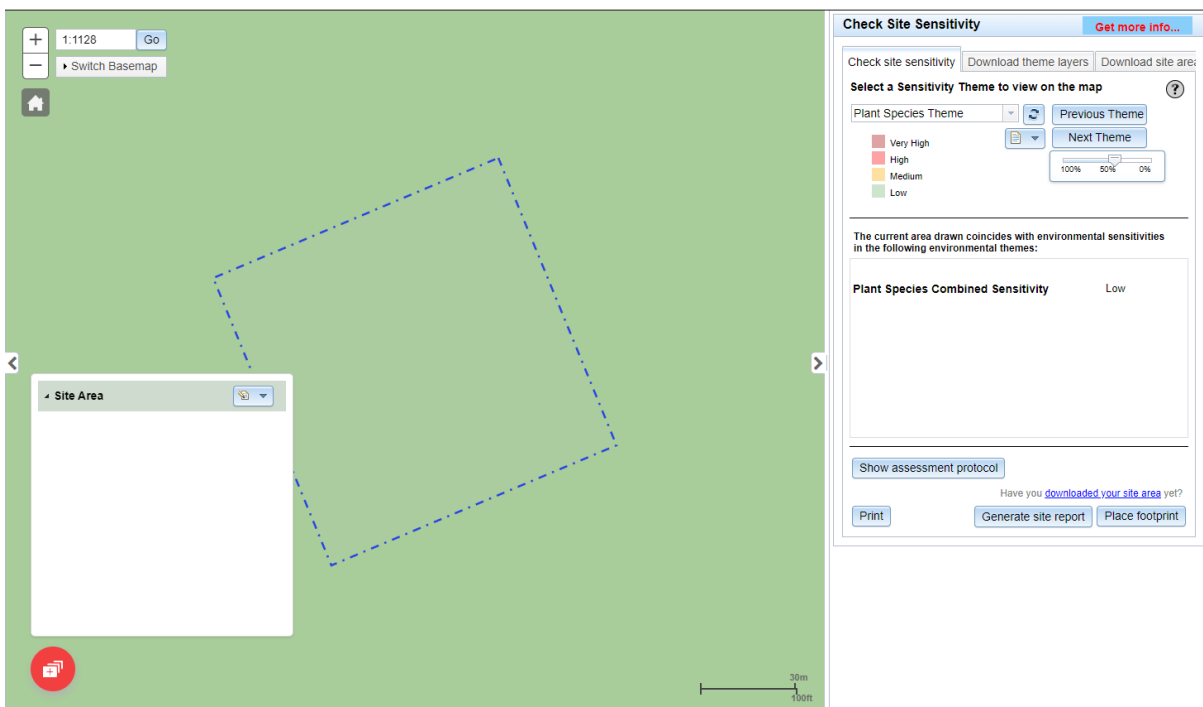 1:1128 Go
Switch Basemap
Site Area
30m
100ft
Check Site Sensitivity
Get more info...
Check site sensitivity
Download theme layers
Download site area
Select a Sensitivity Theme to view on the map
?
Plant Species Theme
Previous Theme
Next Theme
Very High
High
Medium
Low
100% 50% 0%
The current area drawn coincides with environmental sensitivities
in the following environmental themes:
Plant Species Combined Sensitivity Low
Show assessment protocol
Have you downloaded your site area yet?
Print
Generate site report
Place footprint